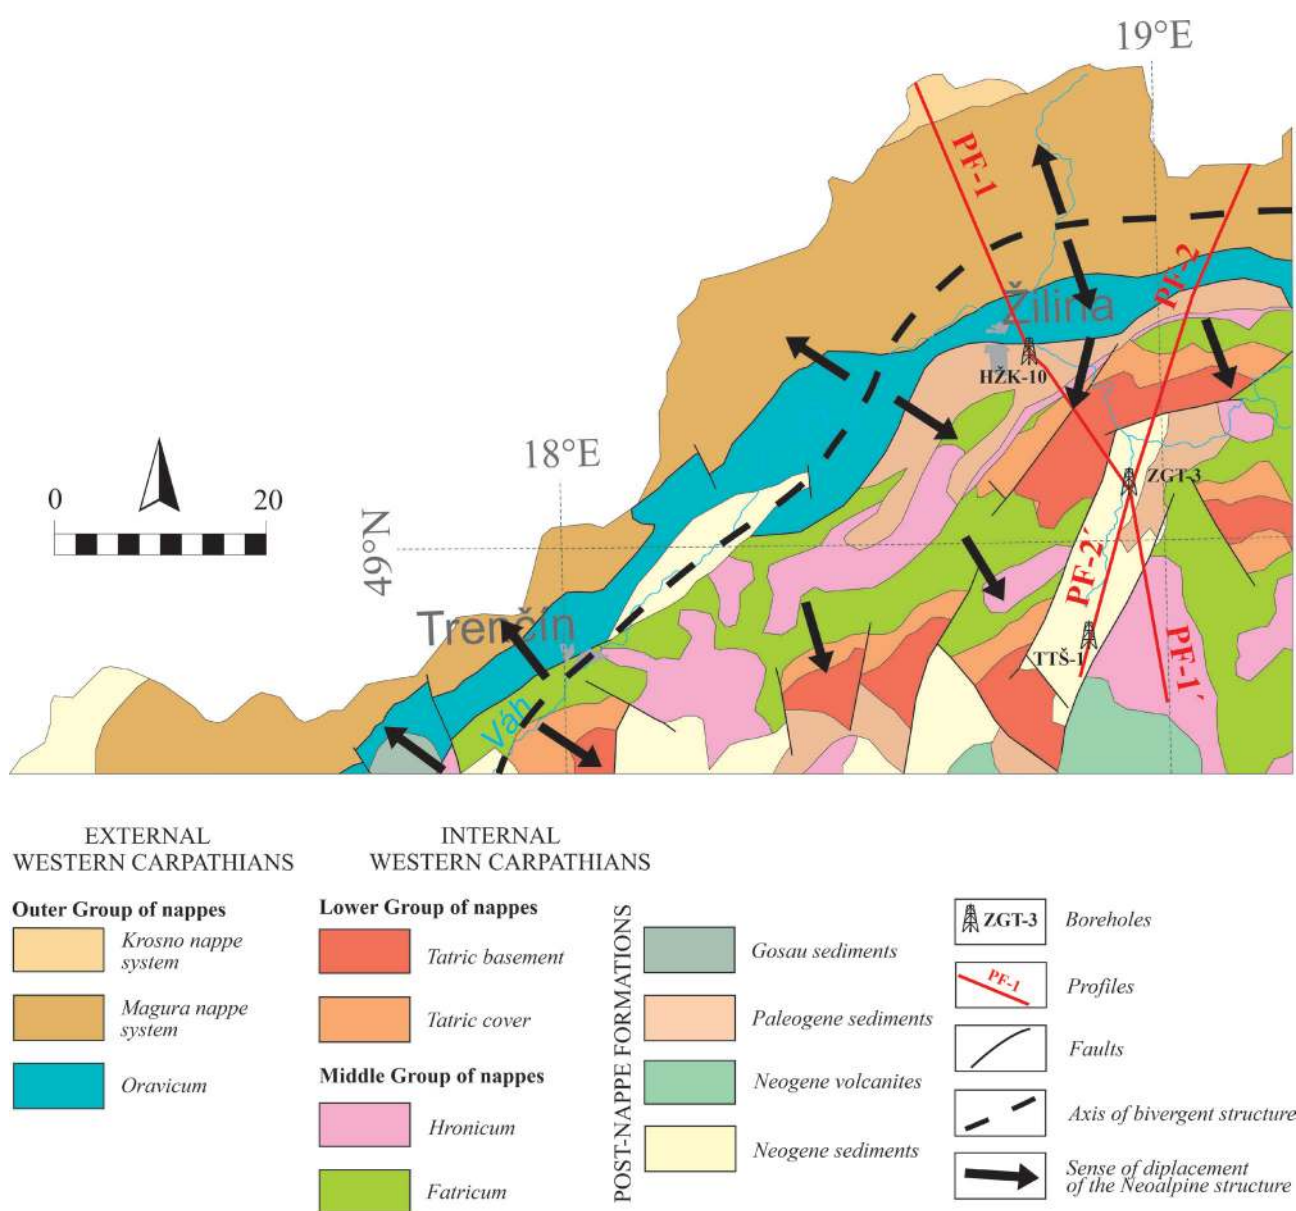 19°E
PF-1
PF-2
Žilina
HŽK-10
18°E
ZGT-3
0
20
49°N
PF-2´
Trenčín
TTŠ-1
PF-1´
Váh
EXTERNAL
WESTERN CARPATHIANS
Outer Group of nappes
Krosno nappe
system
Magura nappe
system
Oravicum
INTERNAL
WESTERN CARPATHIANS
Lower Group of nappes
Tatric basement
Tatric cover
Middle Group of nappes
Hronicum
Fatricum
POST-NAPPE FORMATIONS
Gosau sediments
Paleogene sediments
Neogene volcanites
Neogene sediments
ZGT-3
Boreholes
PF-1
Profiles
Faults
Axis of bivergent structure
Sense of diplacement
of the Neoalpine structure